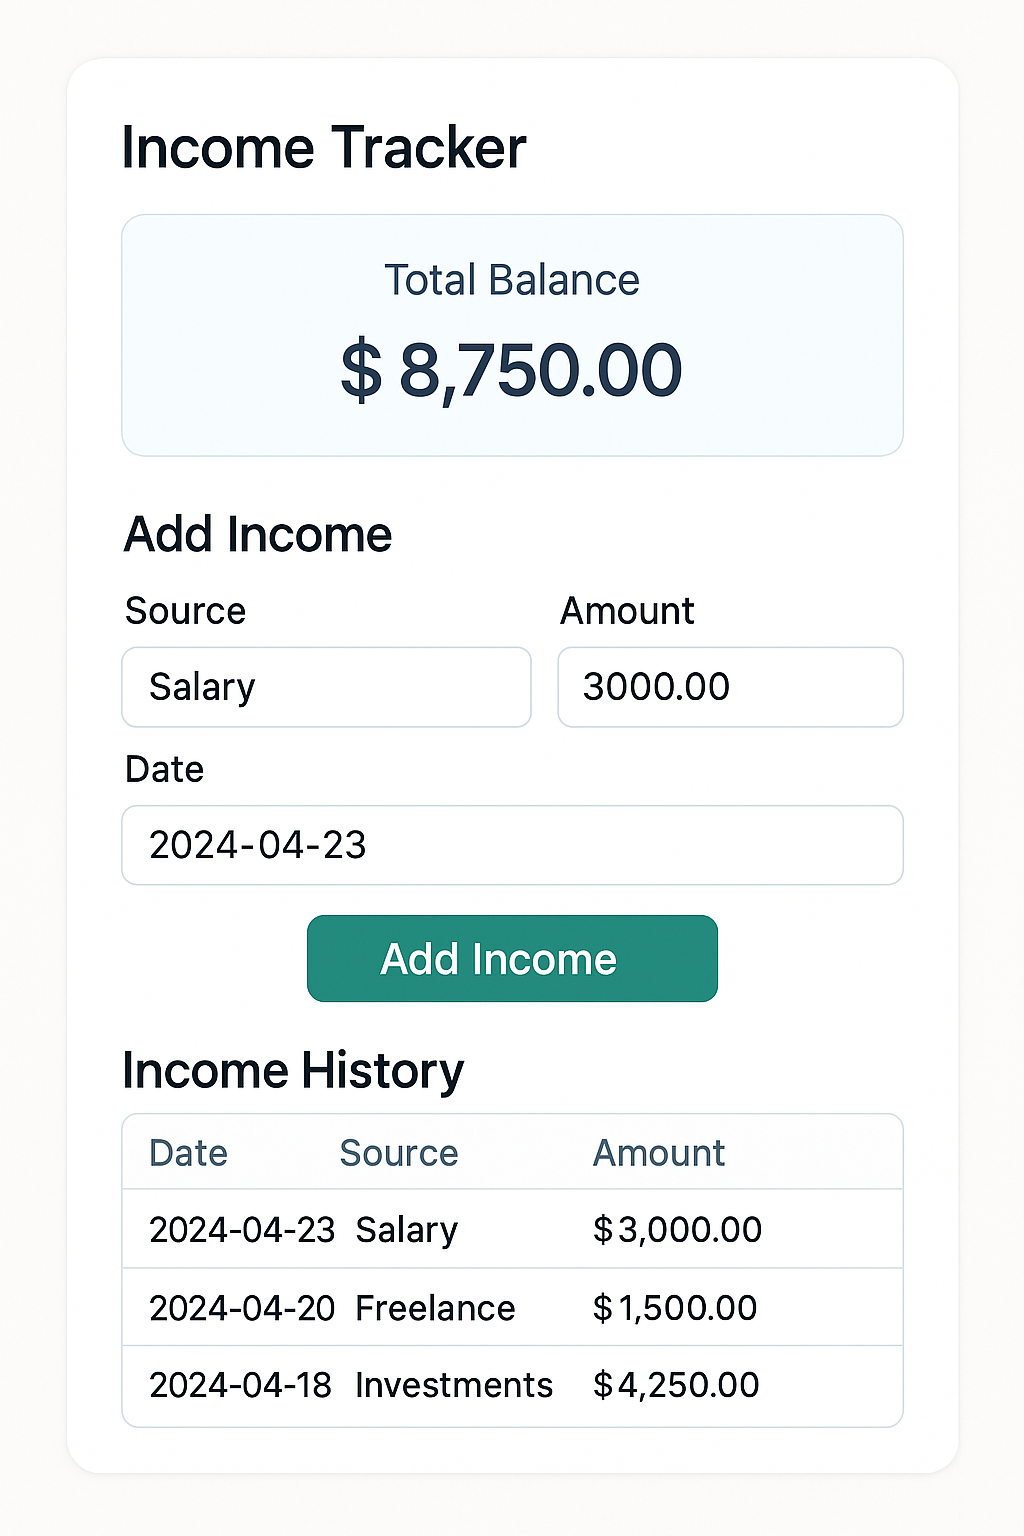 Income Tracker
Total Balance
$ 8,750.00
Add Income
Source Amount
Salary 3000.00
Date
2024-04-23
Add Income
Income History
Date Source Amount
2024-04-23 Salary $3,000.00
2024-04-20 Freelance $1,500.00
2024-04-18 Investments $4,250.00